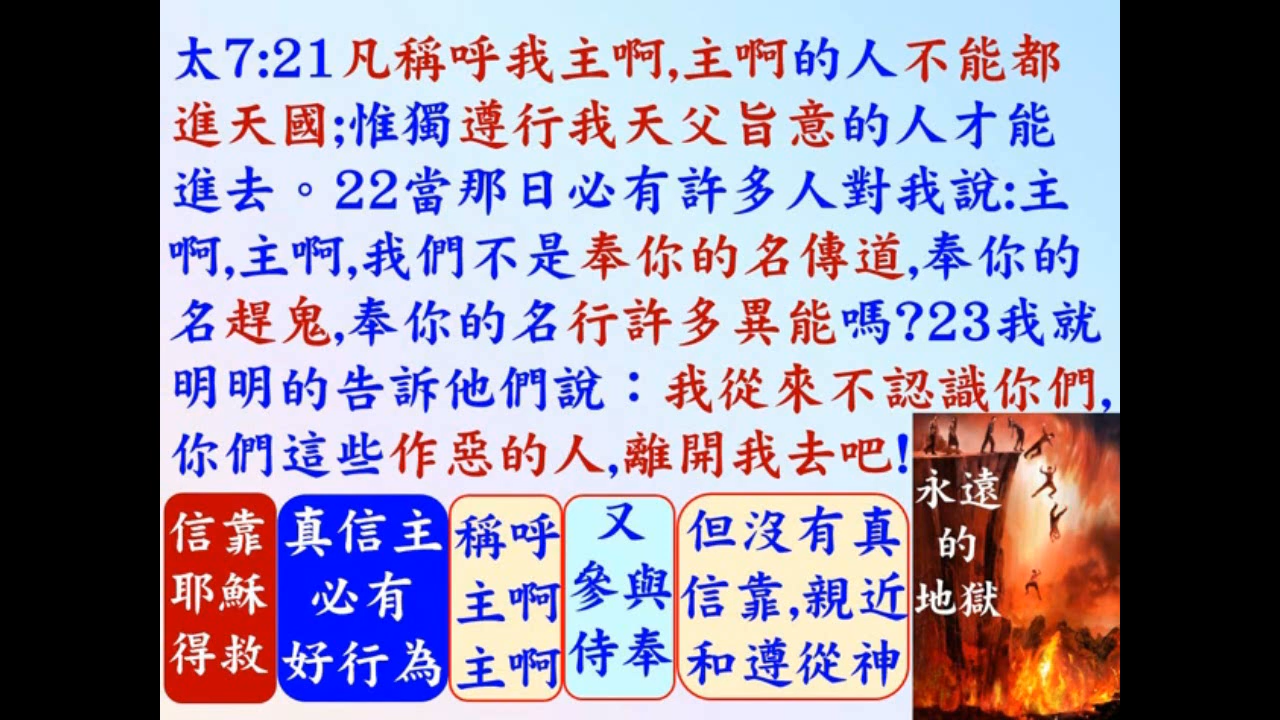 太7:21凡稱呼我主啊,主啊的人不能都
進天國;惟獨遵行我天父旨意的人才能
進去。22當那日必有許多人對我說:主
啊,主啊,我們不是奉你的名傳道,奉你的
名趕鬼,奉你的名行許多異能嗎?23我就
明明的告訴他們說：我從來不認識你們,
你們這些作惡的人,離開我去吧!
信靠
耶穌
得救
真信主
必有
好行為
稱呼
主啊
主啊
又
參與
侍奉
但沒有真
信靠,親近
和遵從神
永遠
的
地獄